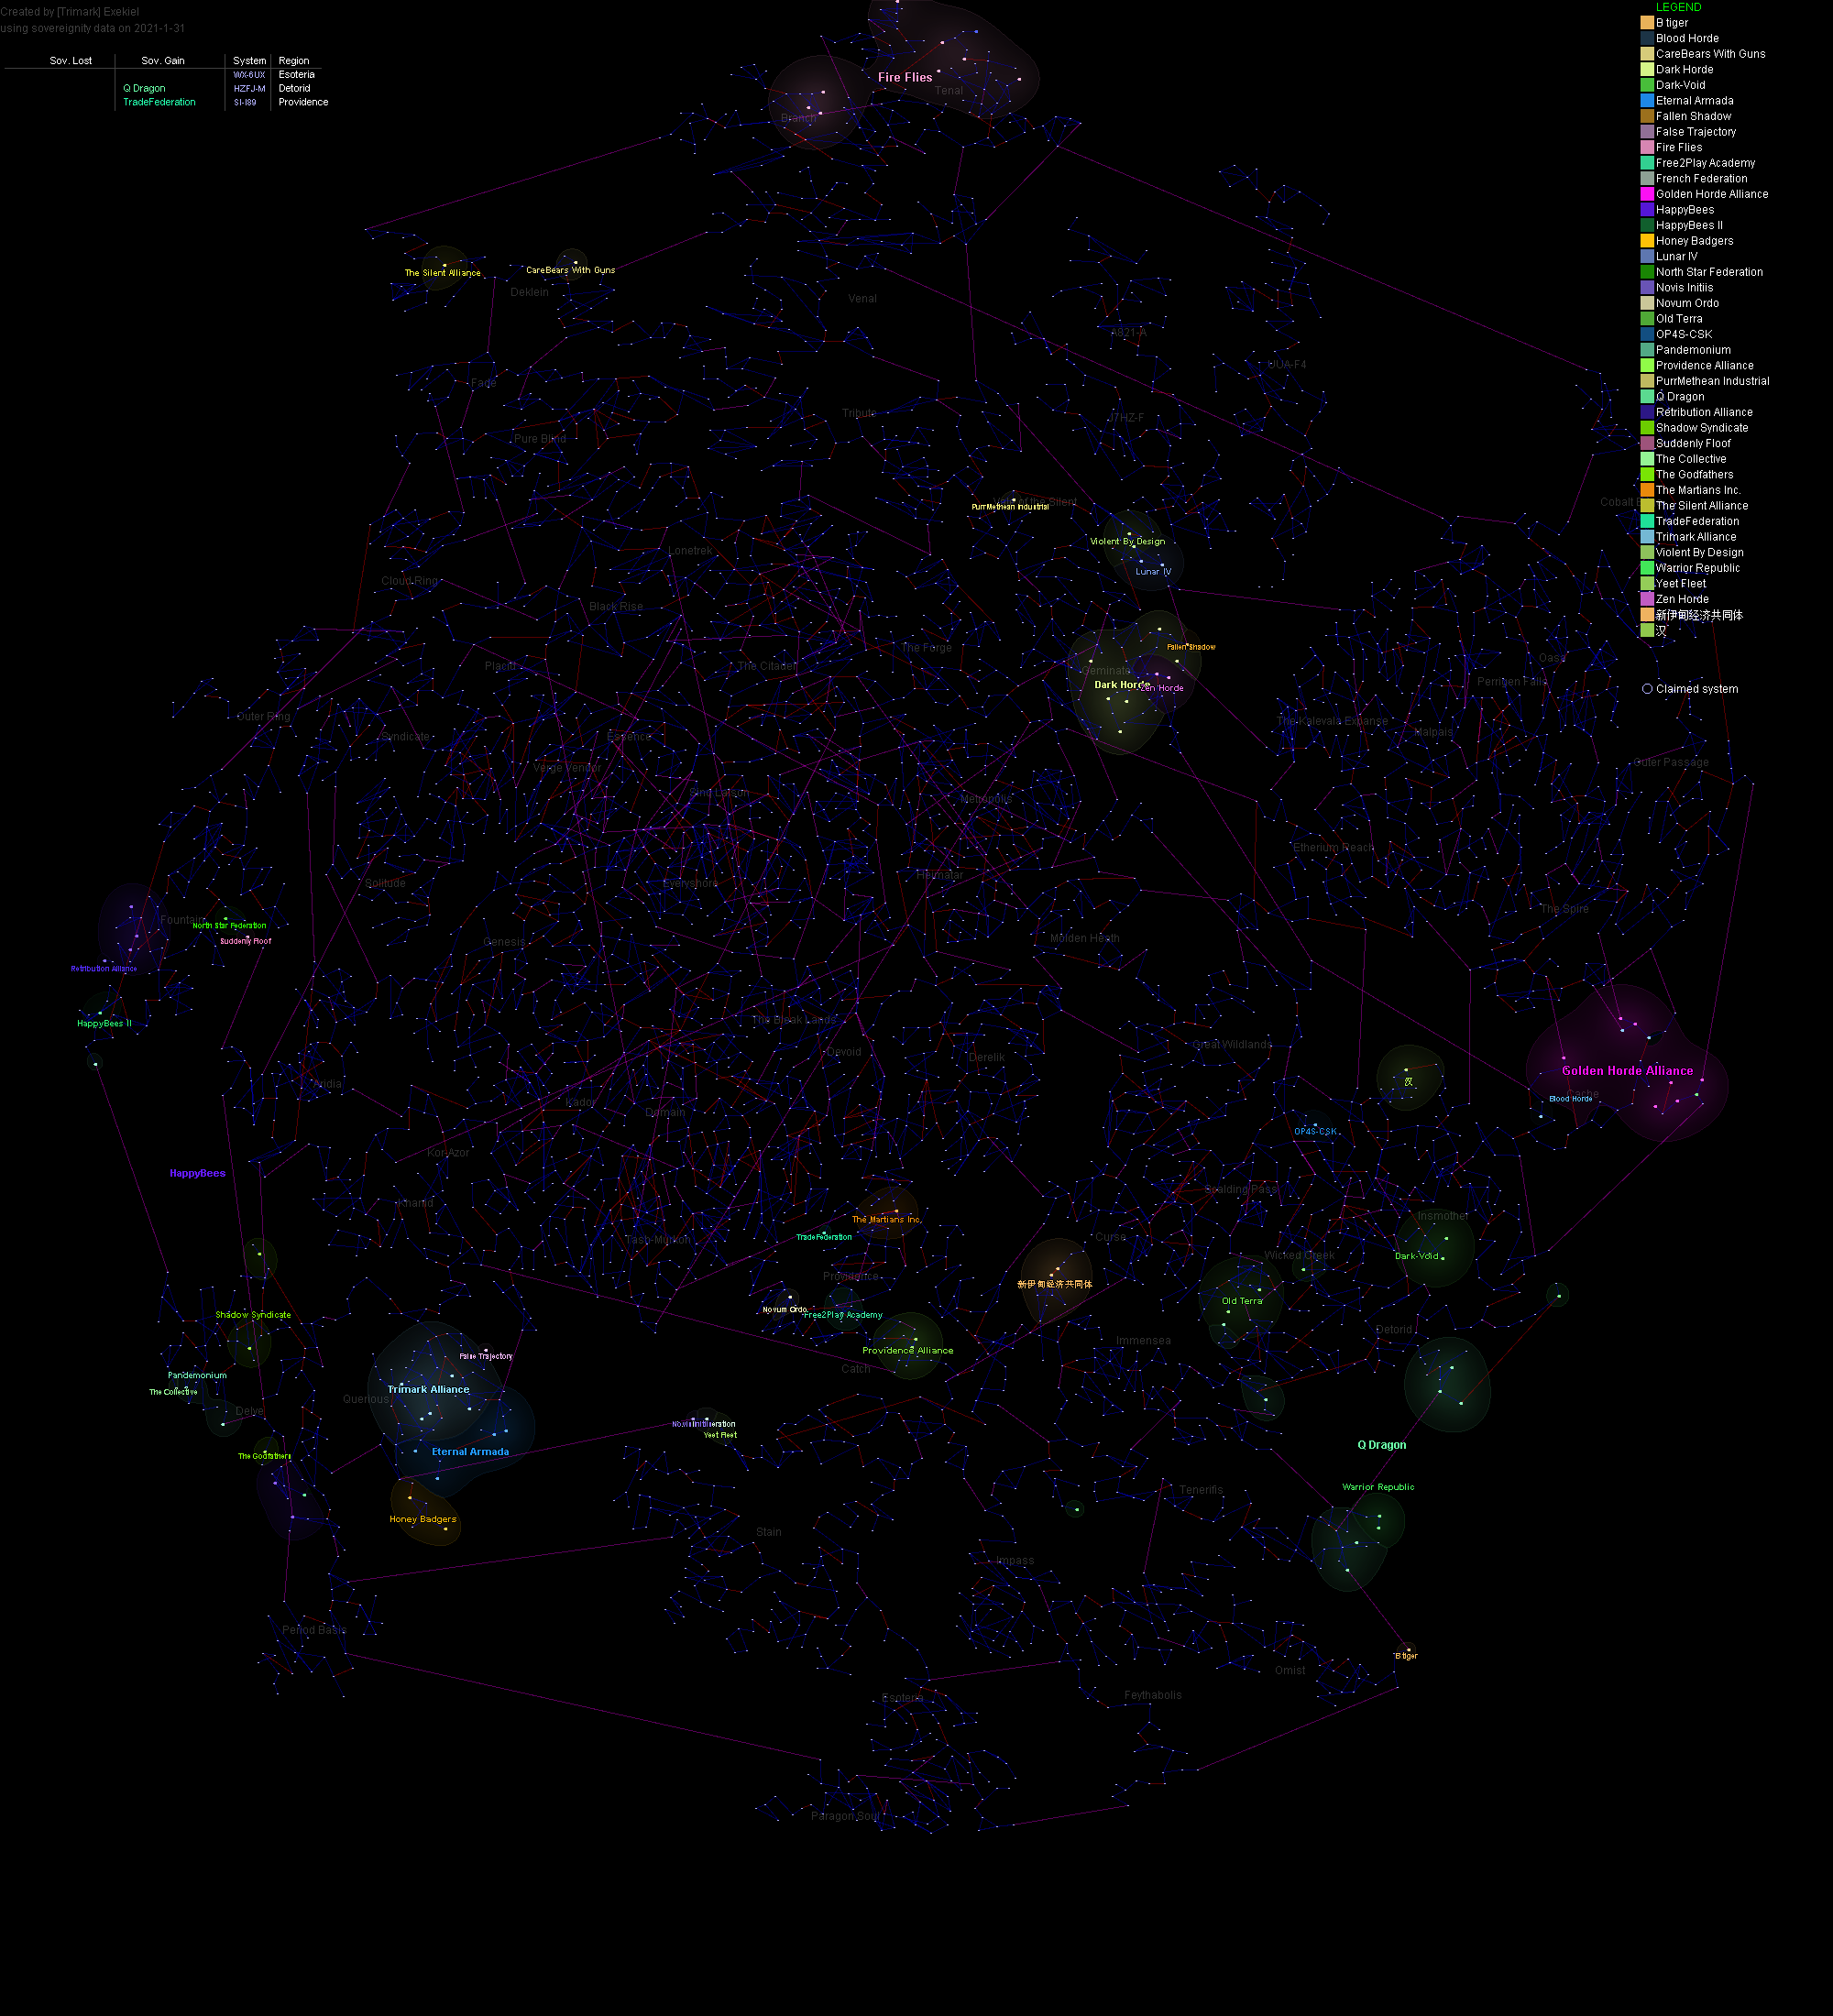 Created by [Trimark] Exekiel
using sovereignity data on 2021-1-31
Sov. Lost Sov. Gain System Region
WX-6UX Esoteria
Q Dragon HZFJ-M Detorid
TradeFederation SI-I89 Providence
LEGEND
B tiger
Blood Horde
CareBears With Guns
Dark Horde
Dark-Void
Eternal Armada
Fallen Shadow
False Trajectory
Fire Flies
Free2Play Academy
French Federation
Golden Horde Alliance
HappyBees
HappyBees II
Honey Badgers
Lunar IV
North Star Federation
Novis Initiis
Novum Ordo
Old Terra
OP4S-CSK
Pandemonium
Providence Alliance
PurrMethean Industrial
Q Dragon
Retribution Alliance
Shadow Syndicate
Suddenly Floof
The Collective
The Godfathers
The Martians Inc.
The Silent Alliance
TradeFederation
Trimark Alliance
Violent By Design
Warrior Republic
Yeet Fleet
Zen Horde
新伊甸经济共同体
汉
Claimed system
Fire Flies
Tenal
Branch
The Silent Alliance
CareBears With Guns
Deklein
Venal
A821-A
UUA-F4
Fade
Tribute
J7HZ-F
Pure Blind
Vale of the Silent
PurrMethean Industrial
Cobalt
Violent By Design
Lonetrek
Lunar IV
Cloud Ring
Black Rise
The Forge
Fallen Shadow
Placid
The Citadel
Geminate
Dark Horde
Zen Horde
Oasa
Perrigen Falls
Outer Ring
Syndicate
Essence
The Kalevala Expanse
Malpais
Verge Vendor
Outer Passage
Sinq Laison
Metropolis
Etherium Reach
Solitude
Everyshore
Heimatar
The Spire
Fountain
North Star Federation
Suddenly Floof
Genesis
Molden Heath
Retribution Alliance
HappyBees II
The Bleak Lands
Devoid
Derelik
Great Wildlands
Golden Horde Alliance
汉
Aridia
Kador
Domain
Cache
Blood Horde
OP4S-CSK
Kor-Azor
HappyBees
Khanid
Scalding Pass
The Martians Inc.
Insmother
TradeFederation
Tash-Murkon
Curse
Wicked Creek
Dark-Void
Providence
新伊甸经济共同体
Old Terra
Novum Ordo
Free2Play Academy
Shadow Syndicate
Detorid
Immensea
Providence Alliance
False Trajectory
Catch
Pandemonium
Trimark Alliance
The Collective
Querious
Delve
Yeet Fleet
Q Dragon
Eternal Armada
The Godfathers
Warrior Republic
Tenerifis
Honey Badgers
Stain
Impass
Period Basis
B tiger
Omist
Esoteria
Feythabolis
Paragon Soul